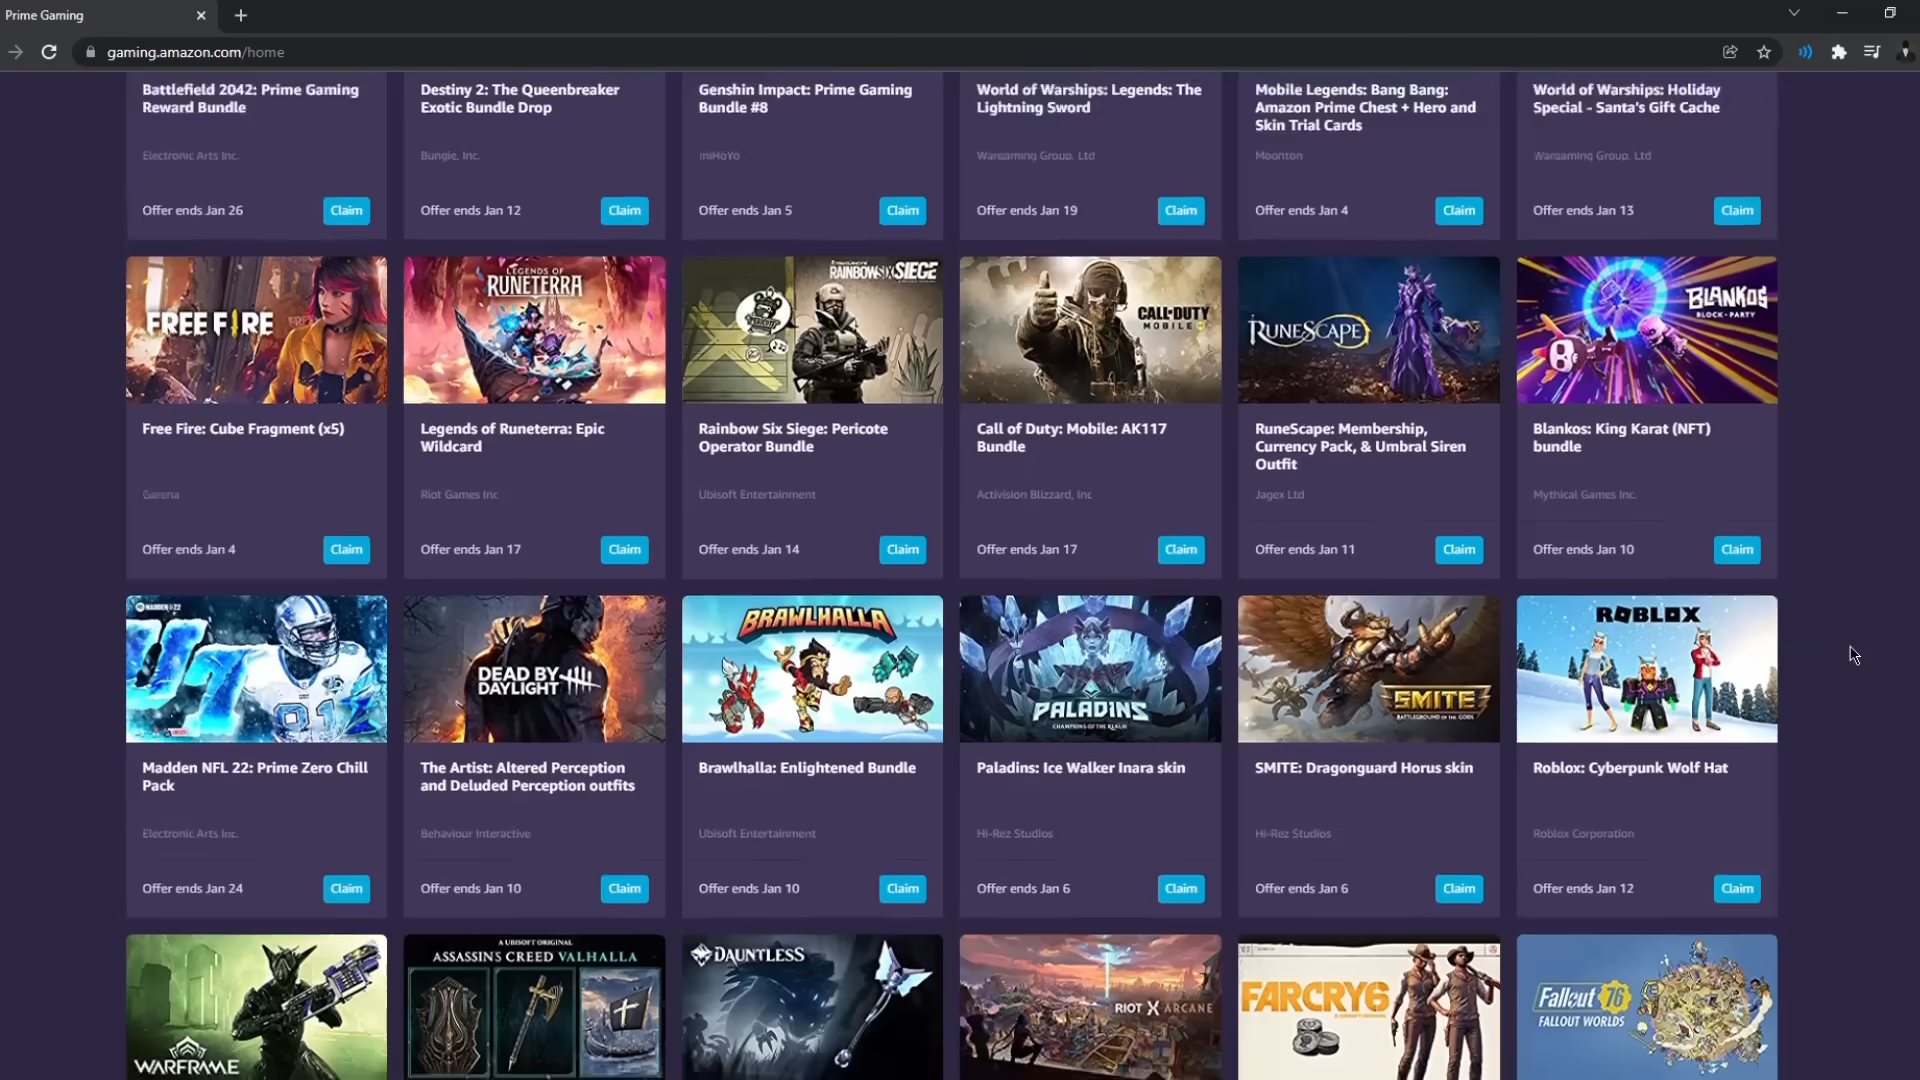 Prime Gaming
gaming.amazon.com/home
Battlefield 2042: Prime Gaming
Reward Bundle
Electronic Arts Inc.
Offer ends Jan 26
Claim
Destiny 2: The Queenbreaker
Exotic Bundle Drop
Bungie, Inc.
Offer ends Jan 12
Claim
Genshin Impact: Prime Gaming
Bundle #8
miHoYo
Offer ends Jan 5
Claim
World of Warships: Legends: The
Lightning Sword
Wargaming Group. Ltd
Offer ends Jan 19
Claim
Mobile Legends: Bang Bang:
Amazon Prime Chest + Hero and
Skin Trial Cards
Moonton
Offer ends Jan 4
Claim
World of Warships: Holiday
Special - Santa's Gift Cache
Wargaming Group. Ltd
Offer ends Jan 13
Claim
FREE FIRE
Free Fire: Cube Fragment (x5)
Garena
Offer ends Jan 4
Claim
LEGENDS OF
RUNETERRA
Legends of Runeterra: Epic
Wildcard
Riot Games Inc
Offer ends Jan 17
Claim
RAINBOWSIX SIEGE
Rainbow Six Siege: Pericote
Operator Bundle
Ubisoft Entertainment
Offer ends Jan 14
Claim
CALL OF DUTY
MOBILE
Call of Duty: Mobile: AK117
Bundle
Activision Blizzard, Inc
Offer ends Jan 17
Claim
RUNESCAPE
RuneScape: Membership,
Currency Pack, & Umbral Siren
Outfit
Jagex Ltd
Offer ends Jan 11
Claim
BLANKOS
BLOCK·PARTY
Blankos: King Karat (NFT)
bundle
Mythical Games Inc.
Offer ends Jan 10
Claim
MADDEN 22
91
Madden NFL 22: Prime Zero Chill
Pack
Electronic Arts Inc.
Offer ends Jan 24
Claim
DEAD BY
DAYLIGHT
The Artist: Altered Perception
and Deluded Perception outfits
Behaviour Interactive
Offer ends Jan 10
Claim
BRAWLHALLA
Brawlhalla: Enlightened Bundle
Ubisoft Entertainment
Offer ends Jan 10
Claim
PALADINS
CHAMPIONS OF THE REALM
Paladins: Ice Walker Inara skin
Hi-Rez Studios
Offer ends Jan 6
Claim
SMITE
BATTLEGROUND OF THE GODS
SMITE: Dragonguard Horus skin
Hi-Rez Studios
Offer ends Jan 6
Claim
ROBLOX
Roblox: Cyberpunk Wolf Hat
Roblox Corporation
Offer ends Jan 12
Claim
WARFRAME
A UBISOFT ORIGINAL
ASSASSIN'S CREED VALHALLA
DAUNTLESS
RIOT X ARCANE
FARCRY6
Fallout 76
FALLOUT WORLDS